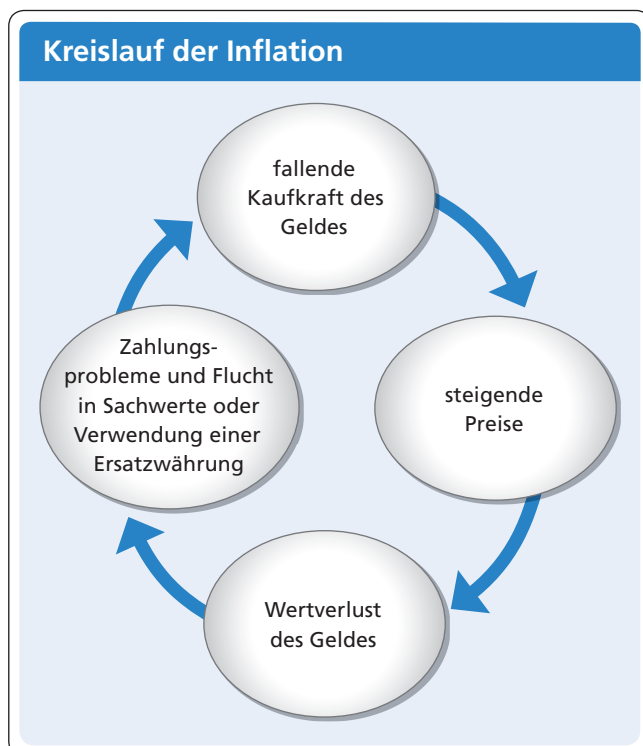 Kreislauf der Inflation
fallende
Kaufkraft des
Geldes
steigende
Preise
Wertverlust
des Geldes
Zahlungs-
probleme und Flucht
in Sachwerte oder
Verwendung einer
Ersatzwährung